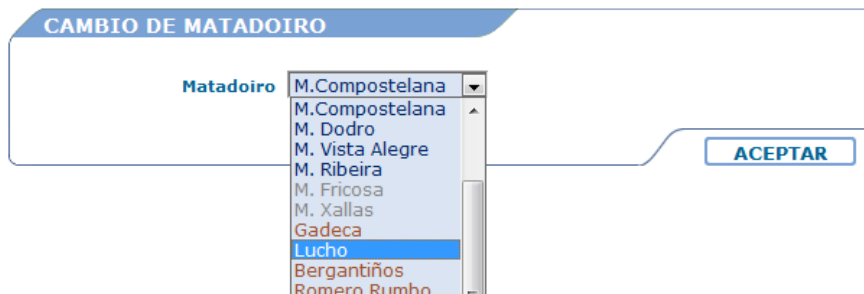 CAMBIO DE MATADOIRO
Matadoiro M.Compostelana
M.Compostelana
M. Dodro
M. Vista Alegre
M. Ribeira
M. Fricosa
M. Xallas
Gadeca
Lucho
Bergantiños
Romero Rumbo
ACEPTAR